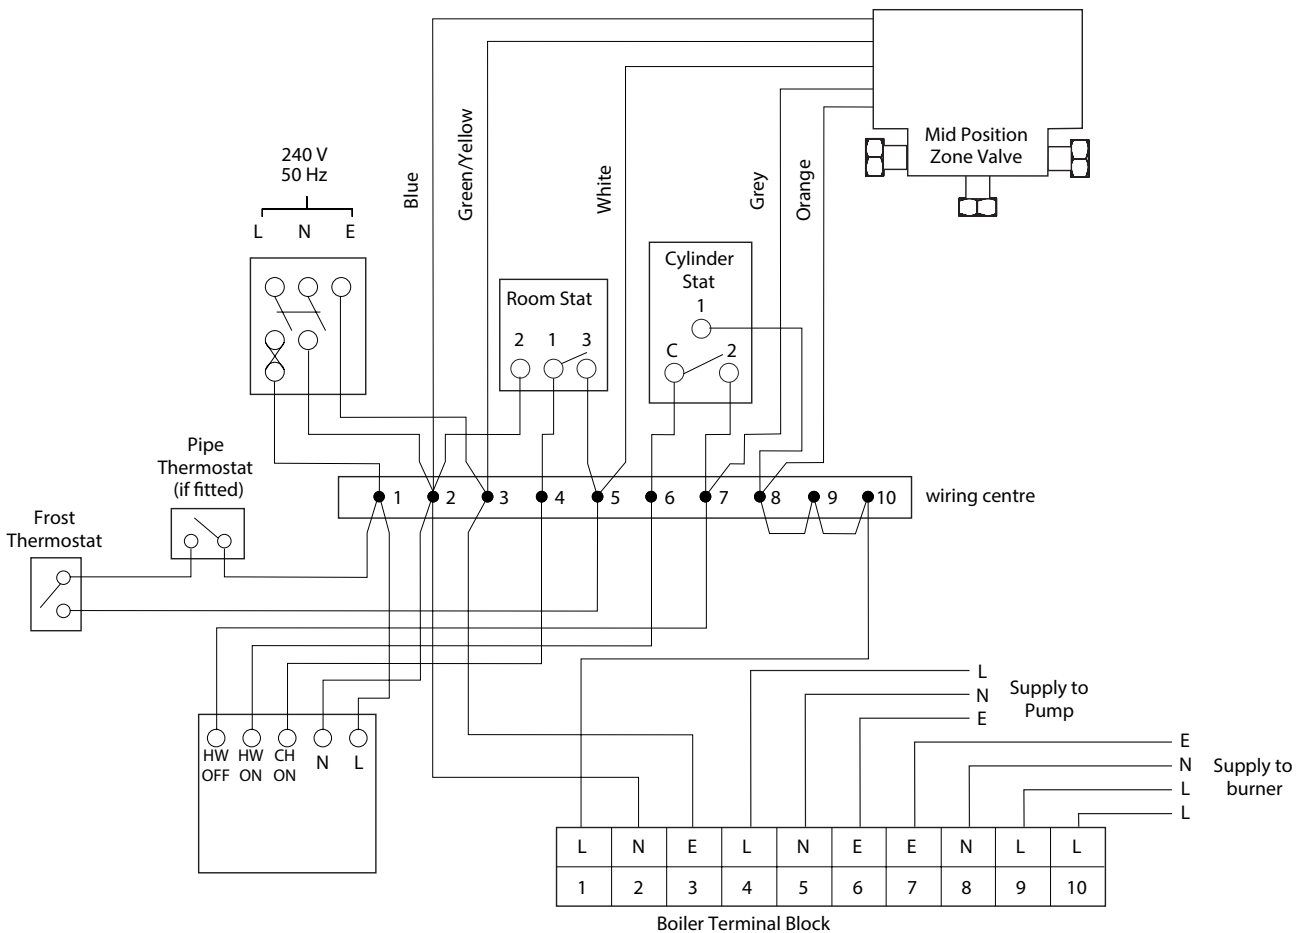 Mid Position
Zone Valve
240 V
50 Hz
L N E
Blue
Green/Yellow
White
Grey
Orange
Cylinder
Stat
1
C 2
Room Stat
2 1 3
Pipe
Thermostat
(if fitted)
Frost
Thermostat
1 2 3 4 5 6 7 8 9 10
wiring centre
HW
OFF
HW
ON
CH
ON
N
L
L
N
E
Supply to
Pump
E
N
L
L
Supply to
burner
L N E L N E E N L L
1 2 3 4 5 6 7 8 9 10
Boiler Terminal Block